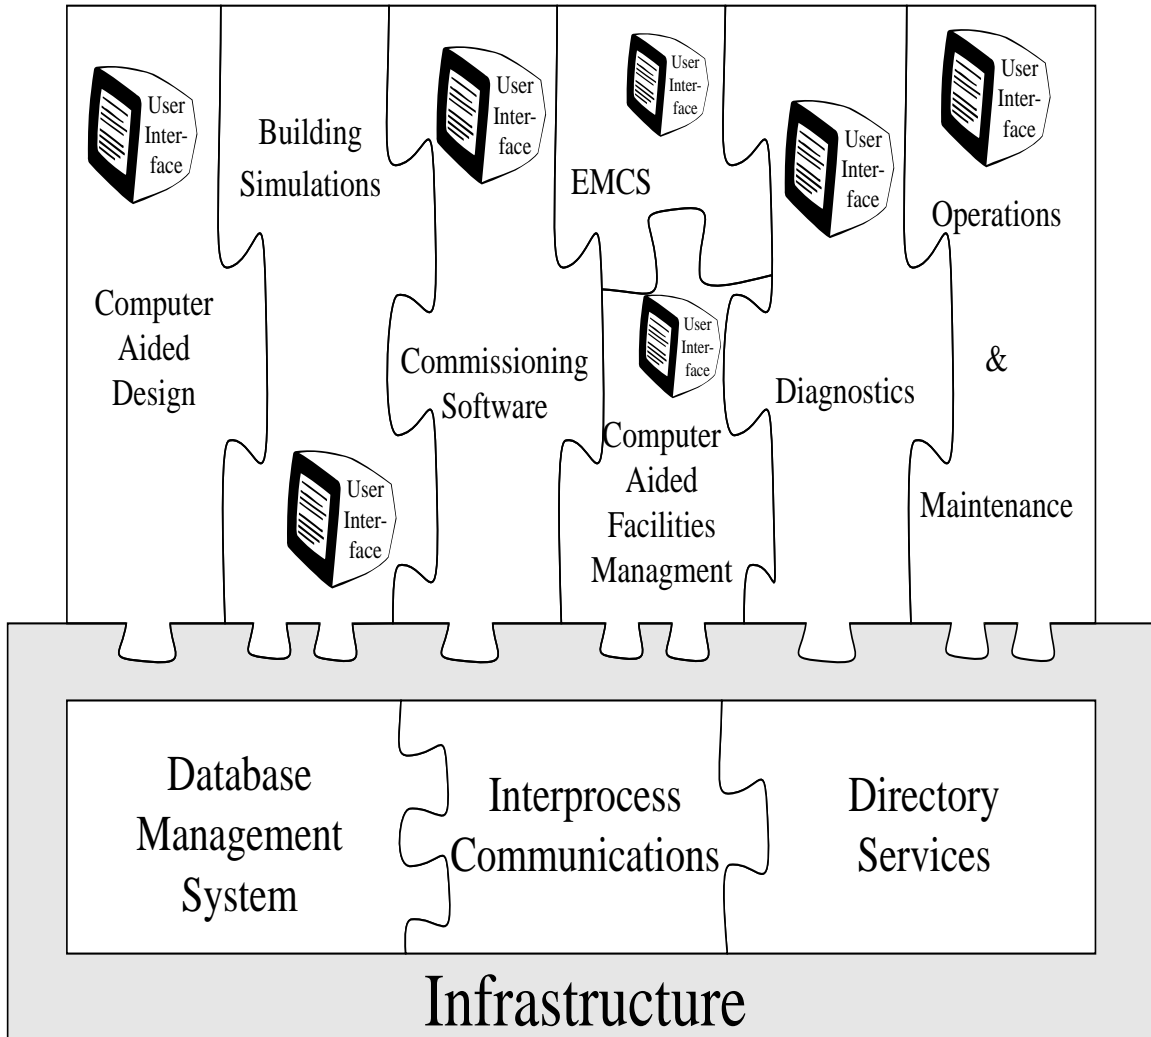 User
Inter-
face
Computer
Aided
Design
Building
Simulations
User
Inter-
face
User
Inter-
face
Commissioning
Software
User
Inter-
face
EMCS
User
Inter-
face
Computer
Aided
Facilities
Managment
User
Inter-
face
Diagnostics
User
Inter-
face
Operations
&
Maintenance
Database
Management
System
Interprocess
Communications
Directory
Services
Infrastructure